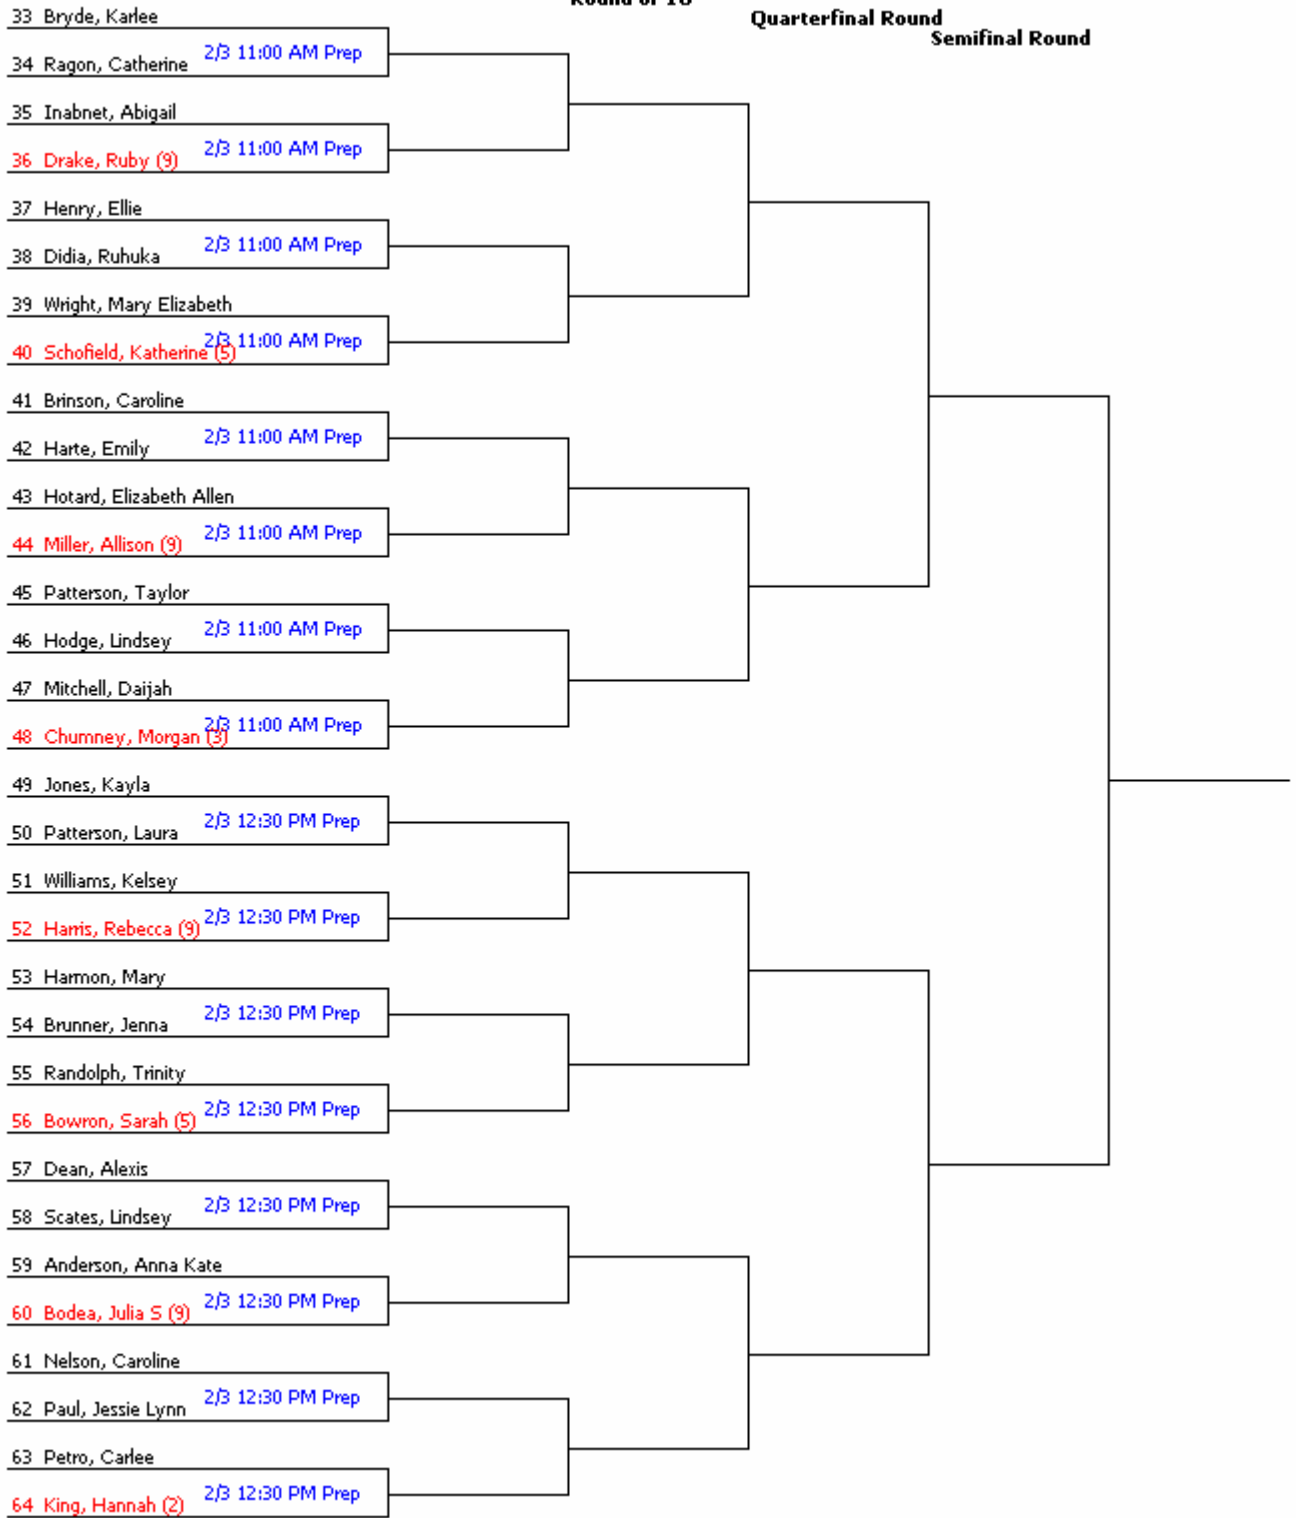 Round of 16
Quarterfinal Round
Semifinal Round
33 Bryde, Karlee
2/3 11:00 AM Prep
34 Ragon, Catherine
35 Inabnet, Abigail
2/3 11:00 AM Prep
36 Drake, Ruby (9)
37 Henry, Ellie
2/3 11:00 AM Prep
38 Didia, Ruhuka
39 Wright, Mary Elizabeth
2/3 11:00 AM Prep
40 Schofield, Katherine (5)
41 Brinson, Caroline
2/3 11:00 AM Prep
42 Harte, Emily
43 Hotard, Elizabeth Allen
2/3 11:00 AM Prep
44 Miller, Allison (9)
45 Patterson, Taylor
2/3 11:00 AM Prep
46 Hodge, Lindsey
47 Mitchell, Daijah
2/3 11:00 AM Prep
48 Chumney, Morgan (3)
49 Jones, Kayla
2/3 12:30 PM Prep
50 Patterson, Laura
51 Williams, Kelsey
2/3 12:30 PM Prep
52 Harris, Rebecca (9)
53 Harmon, Mary
2/3 12:30 PM Prep
54 Brunner, Jenna
55 Randolph, Trinity
2/3 12:30 PM Prep
56 Bowron, Sarah (5)
57 Dean, Alexis
2/3 12:30 PM Prep
58 Scates, Lindsey
59 Anderson, Anna Kate
2/3 12:30 PM Prep
60 Bodea, Julia S (9)
61 Nelson, Caroline
2/3 12:30 PM Prep
62 Paul, Jessie Lynn
63 Petro, Carlee
2/3 12:30 PM Prep
64 King, Hannah (2)